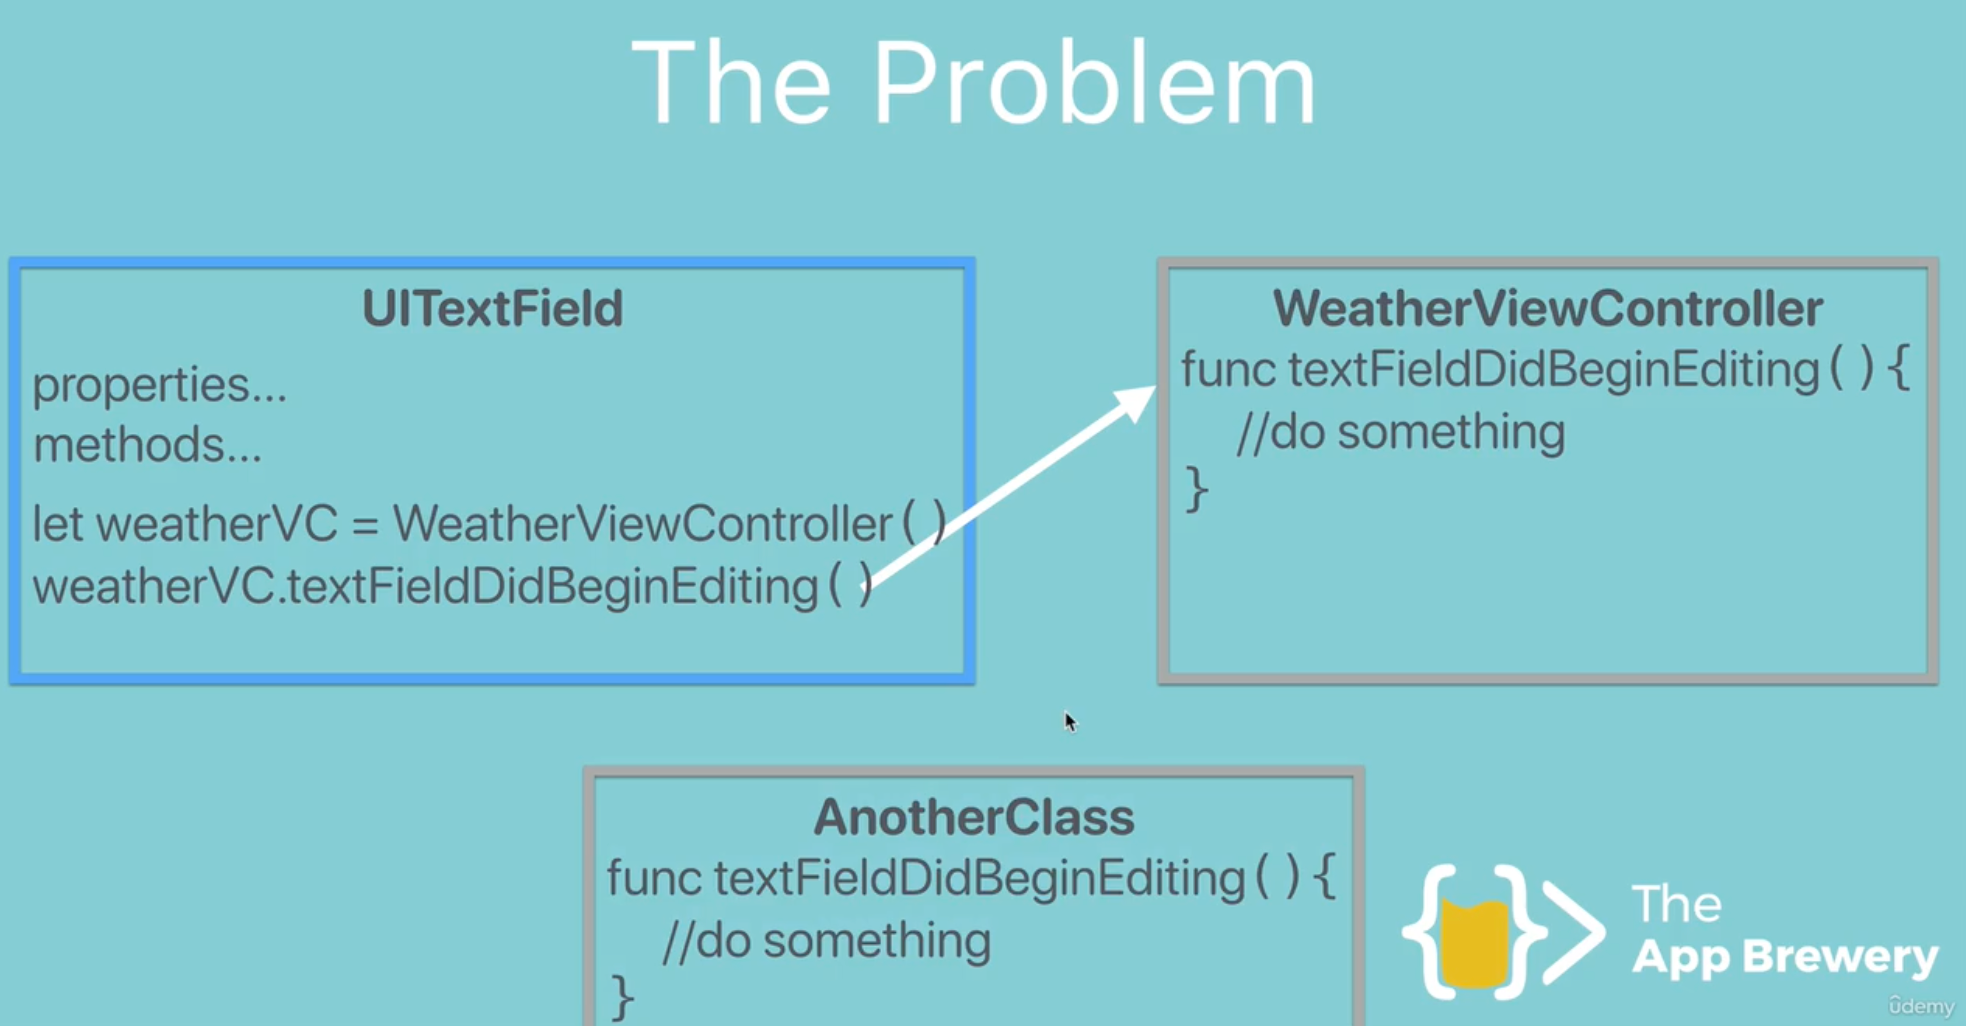 The Problem
UITextField
properties...
methods...
let weatherVC = WeatherViewController( )
weatherVC.textFieldDidBeginEditing( )
WeatherViewController
func textFieldDidBeginEditing( ) {
//do something
}
AnotherClass
func textFieldDidBeginEditing( ) {
//do something
}
The
App Brewery
ûdemy